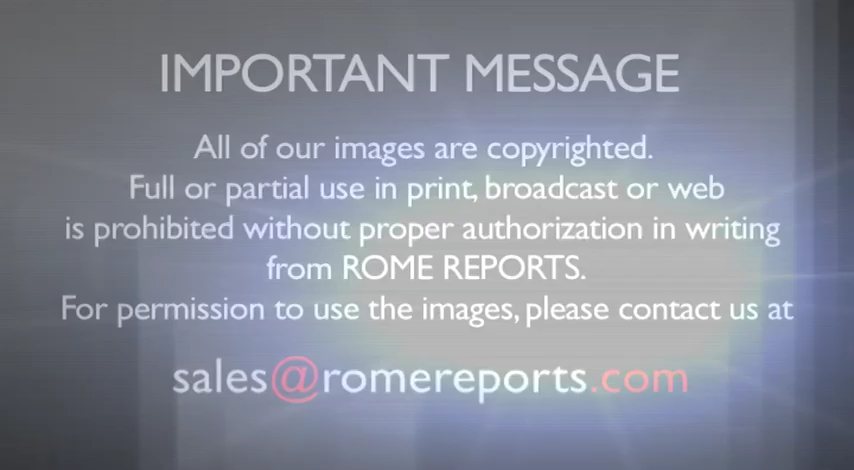 IMPORTANT MESSAGE
All of our images are copyrighted.
Full or partial use in print, broadcast or web
is prohibited without proper authorization in writing
from ROME REPORTS.
For permission to use the images, please contact us at
sales@romereports.com